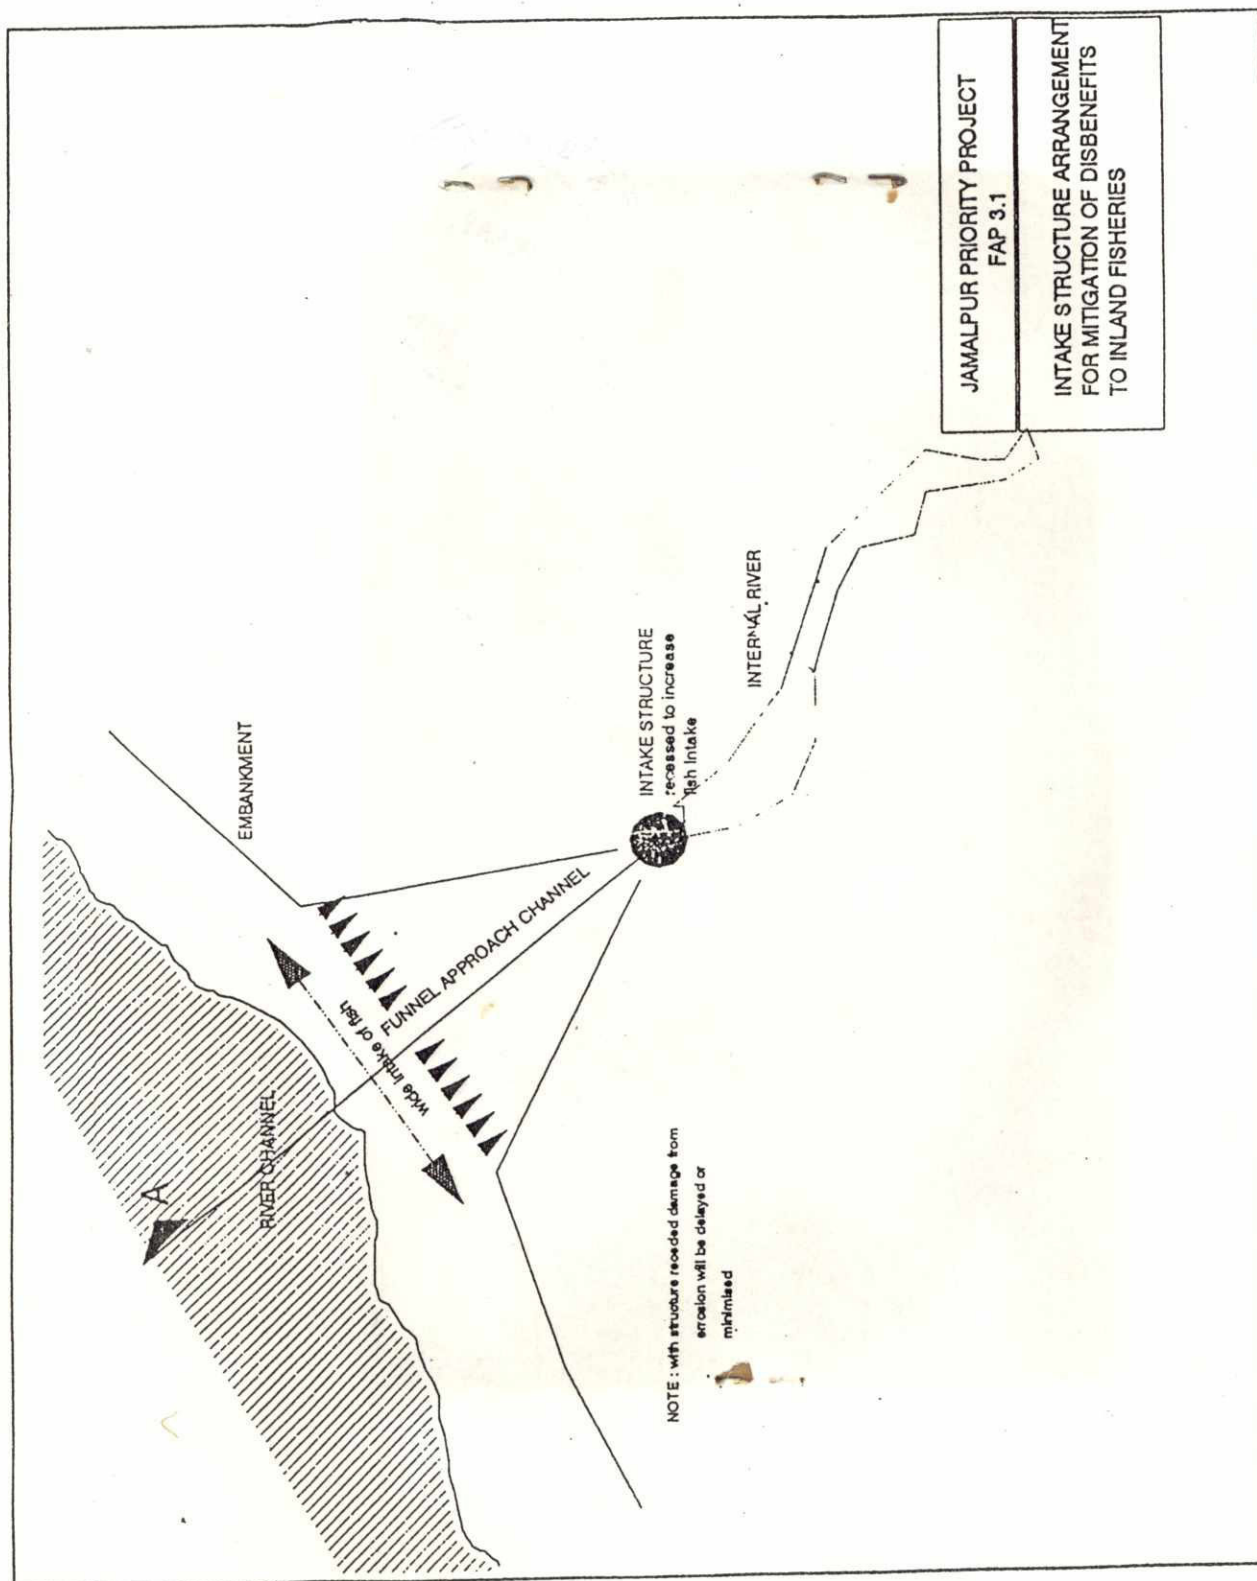 A
RIVER CHANNEL
EMBANKMENT
wide intake of fish
FUNNEL APPROACH CHANNEL
INTAKE STRUCTURE
recessed to increase
fish intake
INTERNAL RIVER
NOTE : with structure receded damage from
errosion will be delayed or
minimised
JAMALPUR PRIORITY PROJECT
FAP 3.1
INTAKE STRUCTURE ARRANGEMENT
FOR MITIGATION OF DISBENEFITS
TO INLAND FISHERIES